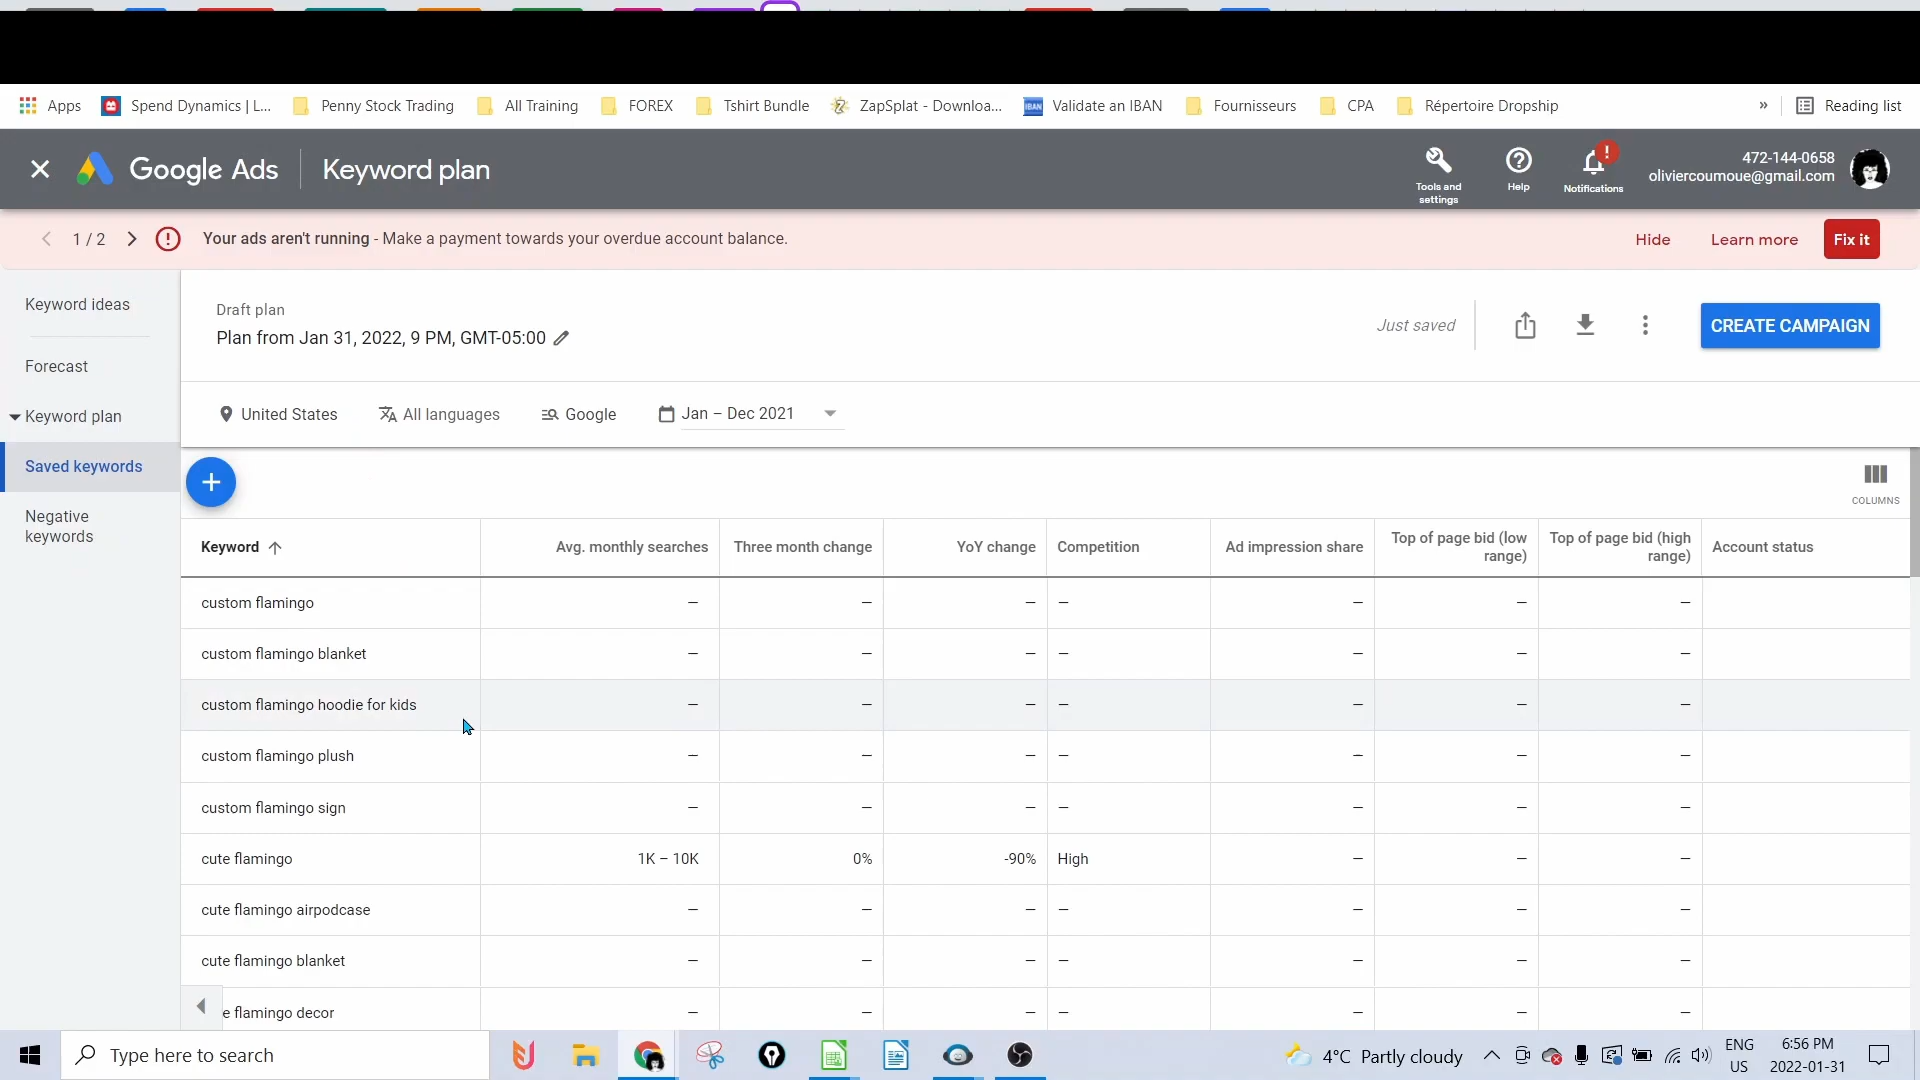 Apps
Spend Dynamics | L...
Penny Stock Trading
All Training
FOREX
Tshirt Bundle
ZapSplat - Downloa...
Validate an IBAN
Fournisseurs
CPA
Répertoire Dropship
»
Reading list
Google Ads
Keyword plan
Tools and
settings
Help
Notifications
472-144-0658
oliviercoumoue@gmail.com
1 / 2
Your ads aren't running - Make a payment towards your overdue account balance.
Hide
Learn more
Fix it
Keyword ideas
Forecast
Keyword plan
Saved keywords
Negative
keywords
Draft plan
Plan from Jan 31, 2022, 9 PM, GMT-05:00
Just saved
CREATE CAMPAIGN
United States
All languages
Google
Jan – Dec 2021
COLUMNS
Keyword Avg. monthly searches Three month change YoY change Competition Ad impression share Top of page bid (low range) Top of page bid (high range) Account status
custom flamingo – – – – – – –
custom flamingo blanket – – – – – – –
custom flamingo hoodie for kids – – – – – – –
custom flamingo plush – – – – – – –
custom flamingo sign – – – – – – –
cute flamingo 1K – 10K 0% -90% High – – –
cute flamingo airpodcase – – – – – – –
cute flamingo blanket – – – – – – –
e flamingo decor – – – – – – –
Type here to search
4°C Partly cloudy
ENG
US
6:56 PM
2022-01-31